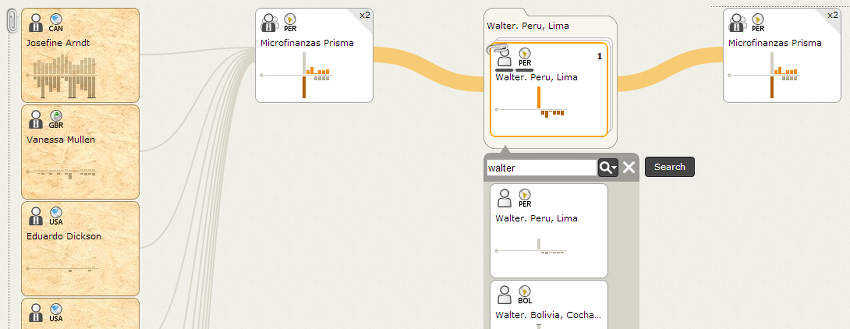 CAN
Josefine Arndt
GBR
Vanessa Mullen
USA
Eduardo Dickson
USA
x2
PER
Microfinanzas Prisma
Walter. Peru, Lima
PER
1
Walter. Peru, Lima
walter
Search
PER
Walter. Peru, Lima
BOL
Walter. Bolivia, Cocha...
x2
PER
Microfinanzas Prisma